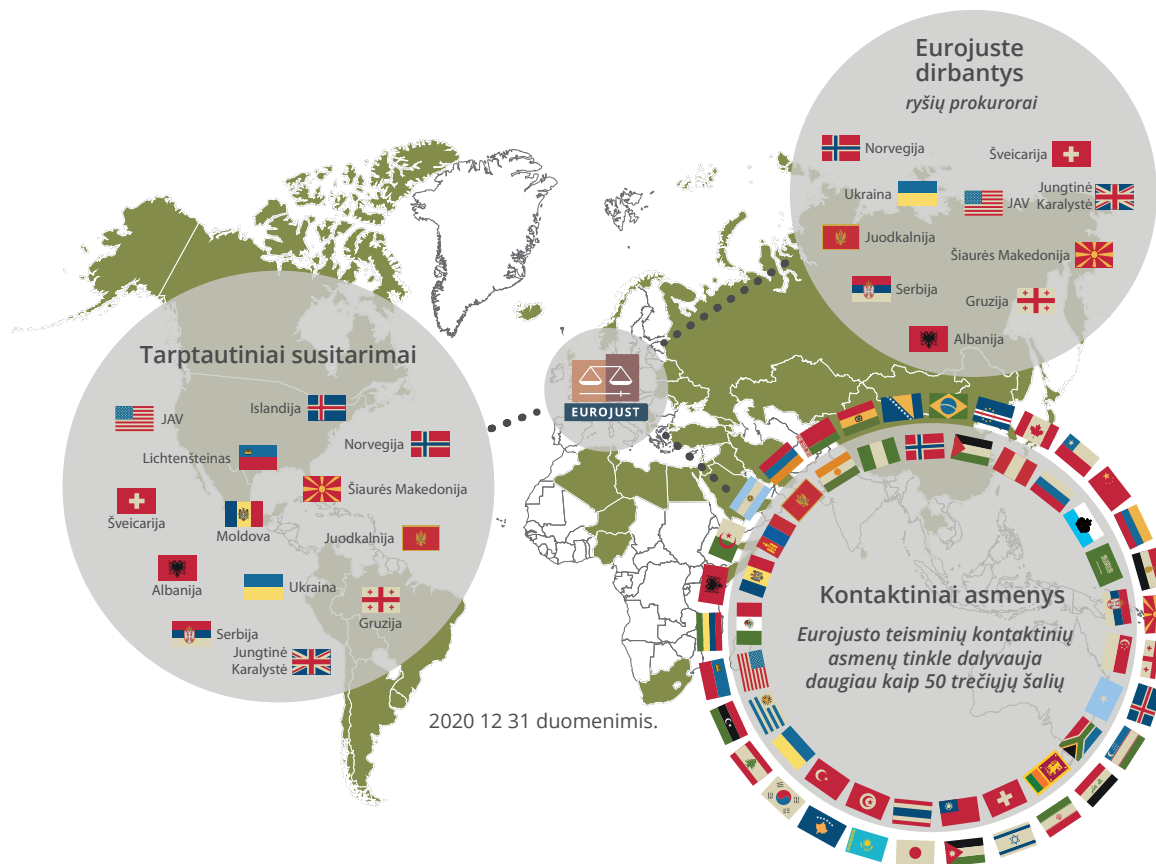 Eurojuste
dirbantys
ryšių prokurorai
Norvegija
Šveicarija
Ukraina
JAV
Jungtinė
Karalystė
Juodkalnija
Šiaurės Makedonija
Serbija
Gruzija
Albanija
Tarptautiniai susitarimai
JAV
Islandija
Norvegija
Lichtenšteinas
Šiaurės Makedonija
Šveicarija
Moldova
Juodkalnija
Albanija
Ukraina
Gruzija
Serbija
Jungtinė
Karalystė
EUROJUST
Kontaktiniai asmenys
Eurojusto teisminių kontaktinių
asmenų tinkle dalyvauja
daugiau kaip 50 trečiųjų šalių
2020 12 31 duomenimis.